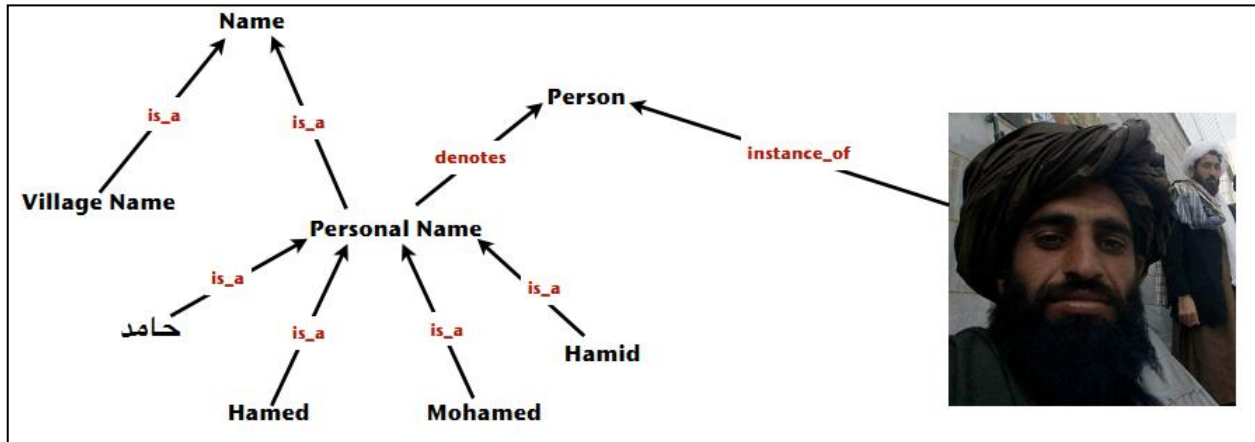 Name
Person
is_a
is_a
denotes
instance_of
Village Name
Personal Name
is_a
is_a
is_a
is_a
حامد
Hamid
Hamed
Mohamed